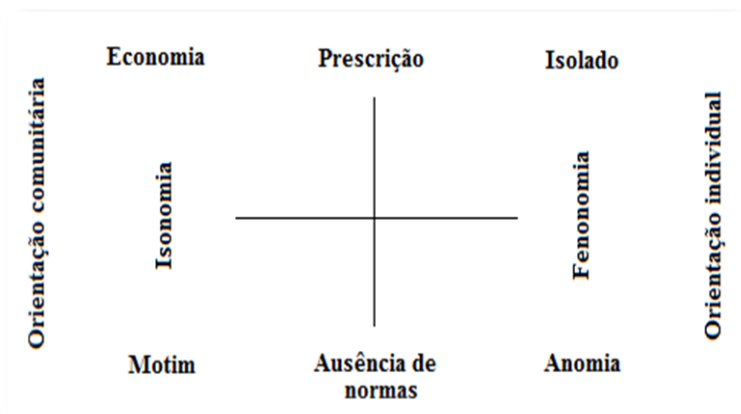 Economia
Prescrição
Isolado
Orientação comunitária
Isonomia
Fenonomia
Orientação individual
Motim
Ausência de
normas
Anomia